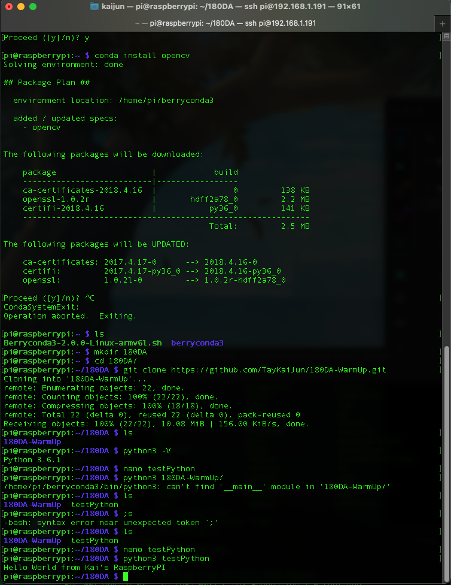 kaijun — pi@raspberrypi: ~/180DA — ssh pi@192.168.1.191 — 91×61
~ — pi@raspberrypi: ~/180DA — ssh pi@192.168.1.191
Proceed ([y]/n)? y
pi@raspberrypi:~ $ conda install opencv
Solving environment: done
## Package Plan ##
environment location: /home/pi/berryconda3
added / updated specs:
- opencv
The following packages will be downloaded:
package | build
---------------------------|-----------------
ca-certificates-2018.4.16 | 0 138 KB
openssl-1.0.2r | hdff2a78_0 2.2 MB
certifi-2018.4.16 | py36_0 141 KB
------------------------------------------------------------
Total: 2.5 MB
The following packages will be UPDATED:
ca-certificates: 2017.4.17-0 --> 2018.4.16-0
certifi: 2017.4.17-py36_0 --> 2018.4.16-py36_0
openssl: 1.0.2l-0 --> 1.0.2r-hdff2a78_0
Proceed ([y]/n)? ^C
CondaSystemExit:
Operation aborted. Exiting.
pi@raspberrypi:~ $ ls
Berryconda3-2.0.0-Linux-armv6l.sh berryconda3
pi@raspberrypi:~ $ mkdir 180DA
pi@raspberrypi:~ $ cd 180DA/
pi@raspberrypi:~/180DA $ git clone https://github.com/TayKaiJun/180DA-WarmUp.git
Cloning into '180DA-WarmUp'...
remote: Enumerating objects: 22, done.
remote: Counting objects: 100% (22/22), done.
remote: Compressing objects: 100% (18/18), done.
remote: Total 22 (delta 0), reused 22 (delta 0), pack-reused 0
Receiving objects: 100% (22/22), 10.08 MiB | 156.00 KiB/s, done.
pi@raspberrypi:~/180DA $ ls
180DA-WarmUp
pi@raspberrypi:~/180DA $ python3 -V
Python 3.6.1
pi@raspberrypi:~/180DA $ nano testPython
pi@raspberrypi:~/180DA $ python3 180DA-WarmUp/
/home/pi/berryconda3/bin/python3: can't find '__main__' module in '180DA-WarmUp/'
pi@raspberrypi:~/180DA $ ls
180DA-WarmUp testPython
pi@raspberrypi:~/180DA $ ;s
-bash: syntax error near unexpected token `;'
pi@raspberrypi:~/180DA $ ls
180DA-WarmUp testPython
pi@raspberrypi:~/180DA $ nano testPython
pi@raspberrypi:~/180DA $ python3 testPython
Hello World from Kai's RaspberryPI
pi@raspberrypi:~/180DA $